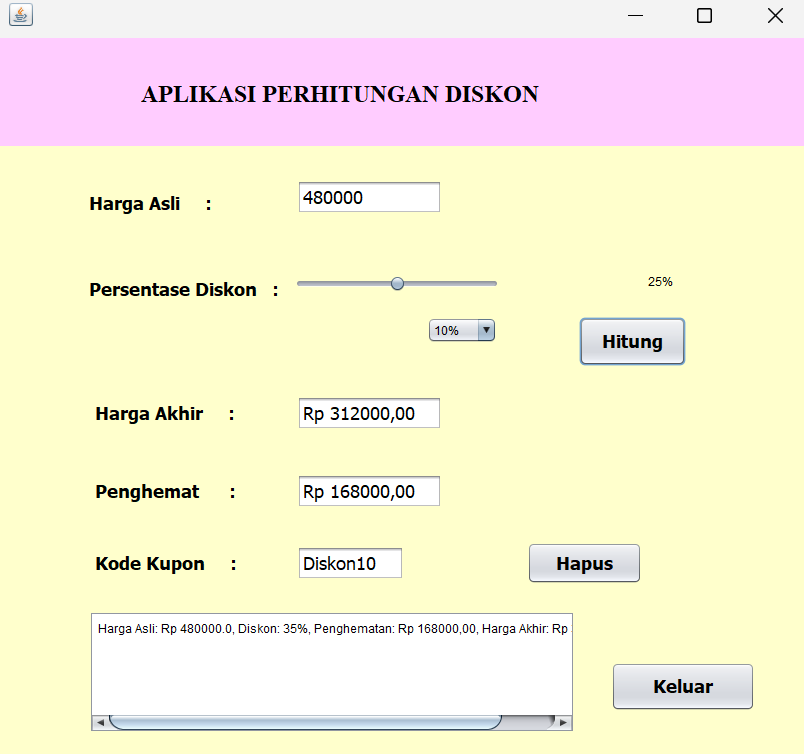 APLIKASI PERHITUNGAN DISKON
Harga Asli : 480000
Persentase Diskon : 25%
10% Hitung
Harga Akhir : Rp 312000,00
Penghemat : Rp 168000,00
Kode Kupon : Diskon10 Hapus
Harga Asli: Rp 480000.0, Diskon: 35%, Penghematan: Rp 168000,00, Harga Akhir: Rp
Keluar